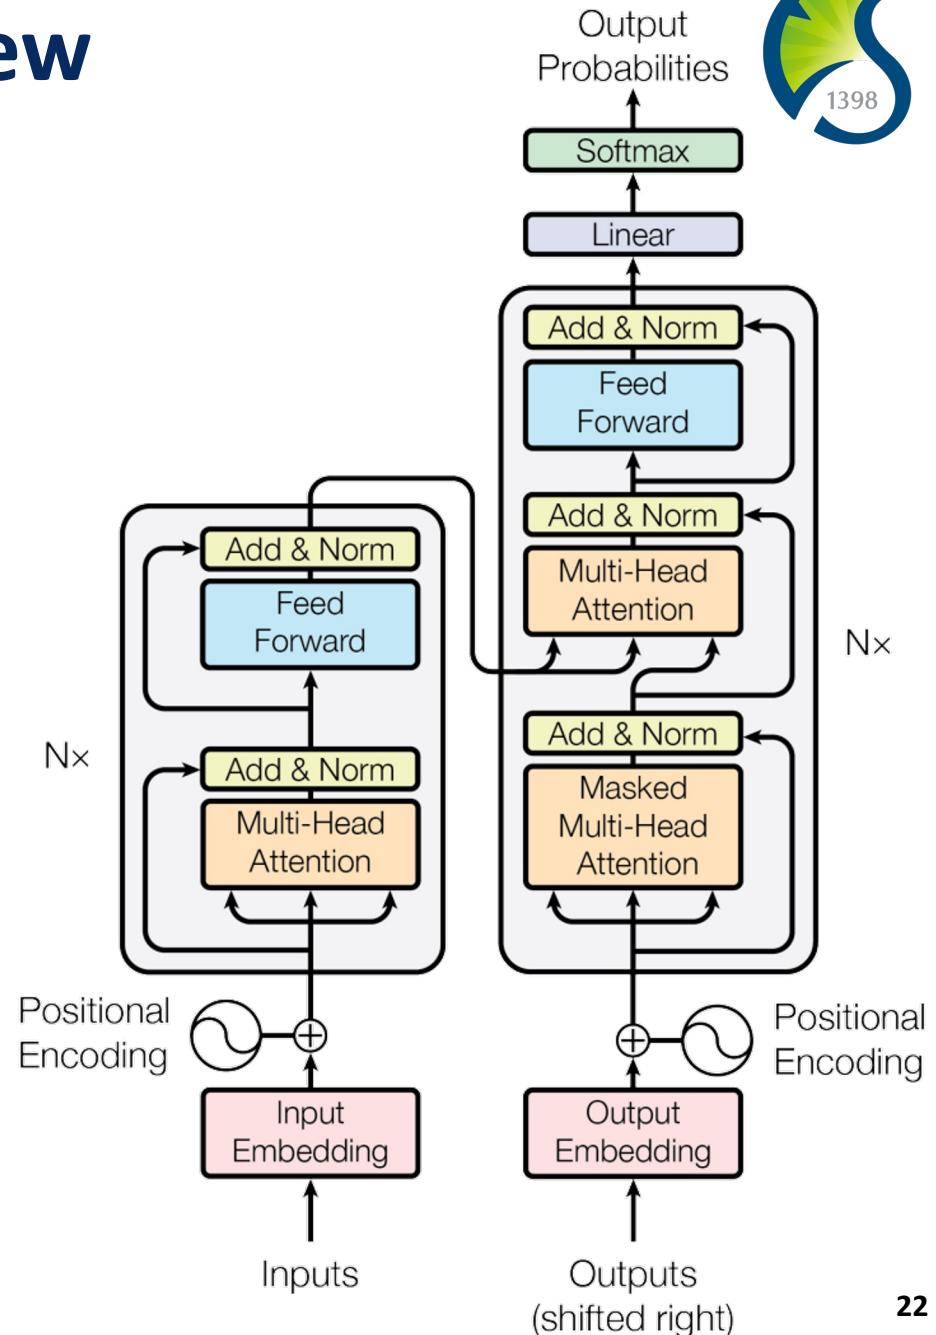 ew
1398
Output
Probabilities
Softmax
Linear
Add & Norm
Feed
Forward
Add & Norm
Multi-Head
Attention
Nx
Add & Norm
Masked
Multi-Head
Attention
Add & Norm
Feed
Forward
Nx
Add & Norm
Multi-Head
Attention
Positional
Encoding
Positional
Encoding
Input
Embedding
Output
Embedding
Inputs
Outputs
(shifted right)
22